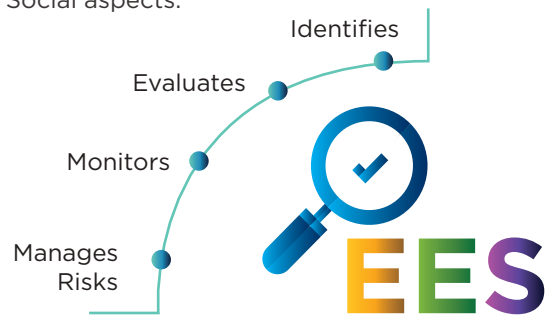 Social aspects.
Identifies
Evaluates
Monitors
Manages
Risks
EES